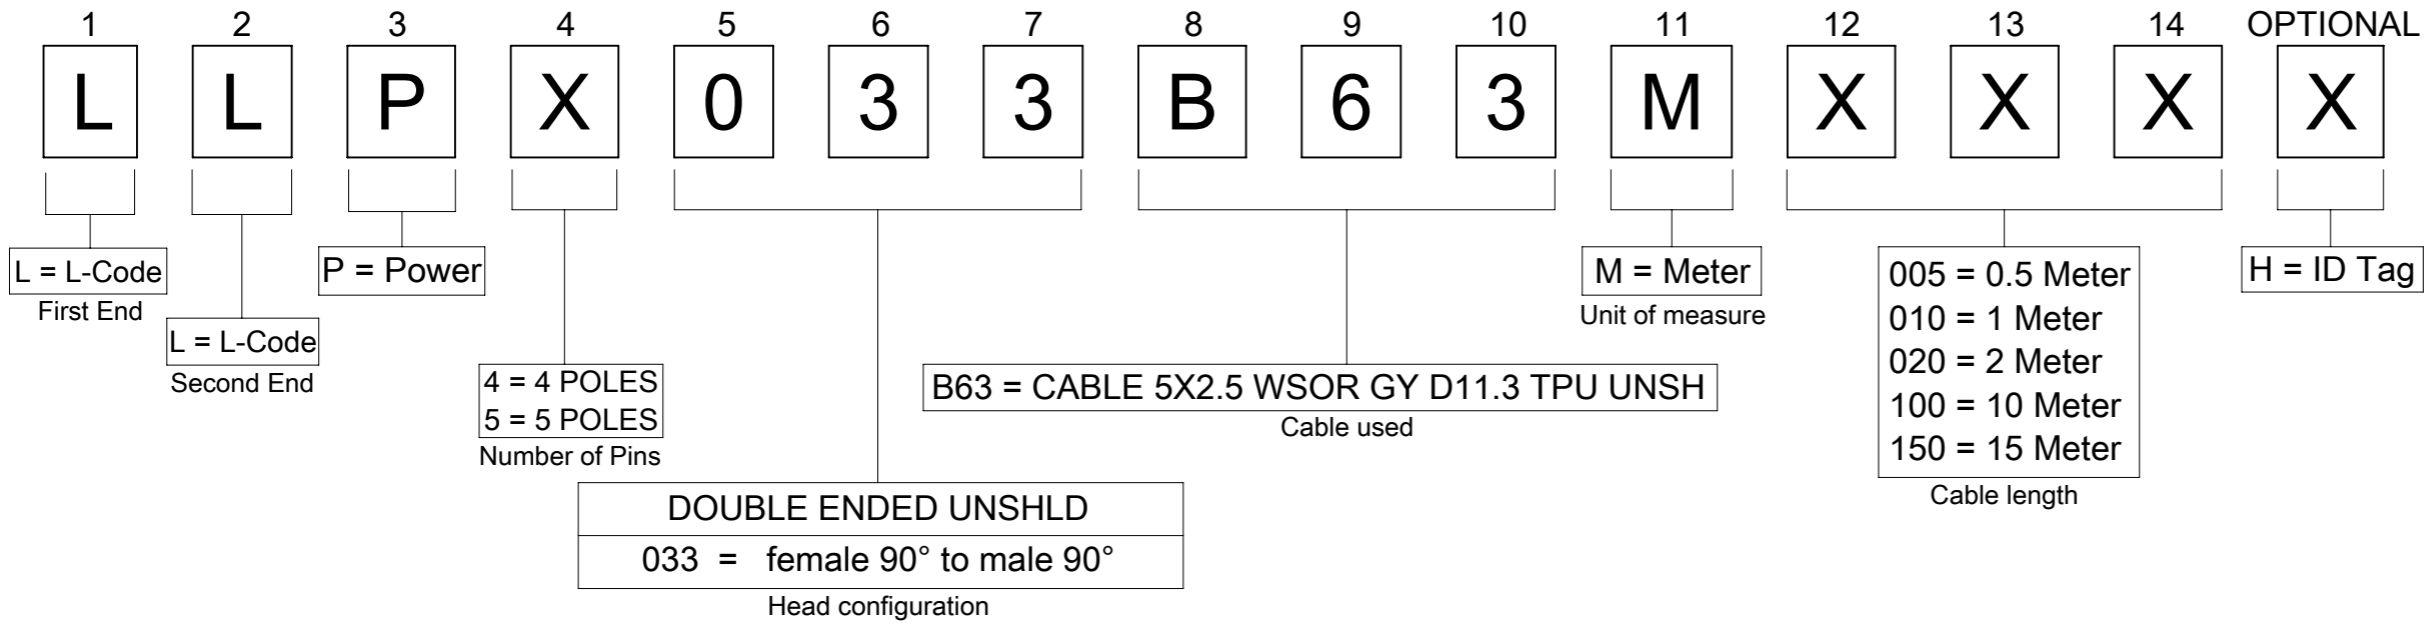 1 2 3 4 5 6 7 8 9 10 11 12 13 14 OPTIONAL
L L P X 0 3 3 B 6 3 M X X X X
L = L-Code
First End
L = L-Code
Second End
P = Power
4 = 4 POLES
5 = 5 POLES
Number of Pins
DOUBLE ENDED UNSHLD
033 = female 90° to male 90°
Head configuration
B63 = CABLE 5X2.5 WSOR GY D11.3 TPU UNSH
Cable used
M = Meter
Unit of measure
005 = 0.5 Meter
010 = 1 Meter
020 = 2 Meter
100 = 10 Meter
150 = 15 Meter
Cable length
H = ID Tag